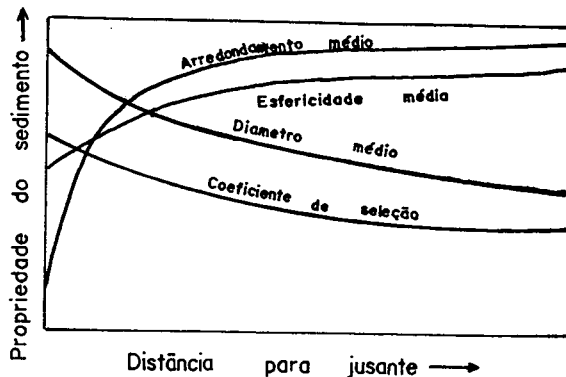 Propriedade do sedimento
Arredondamento médio
Esfericidade média
Diametro médio
Coeficiente de seleção
Distância para jusante